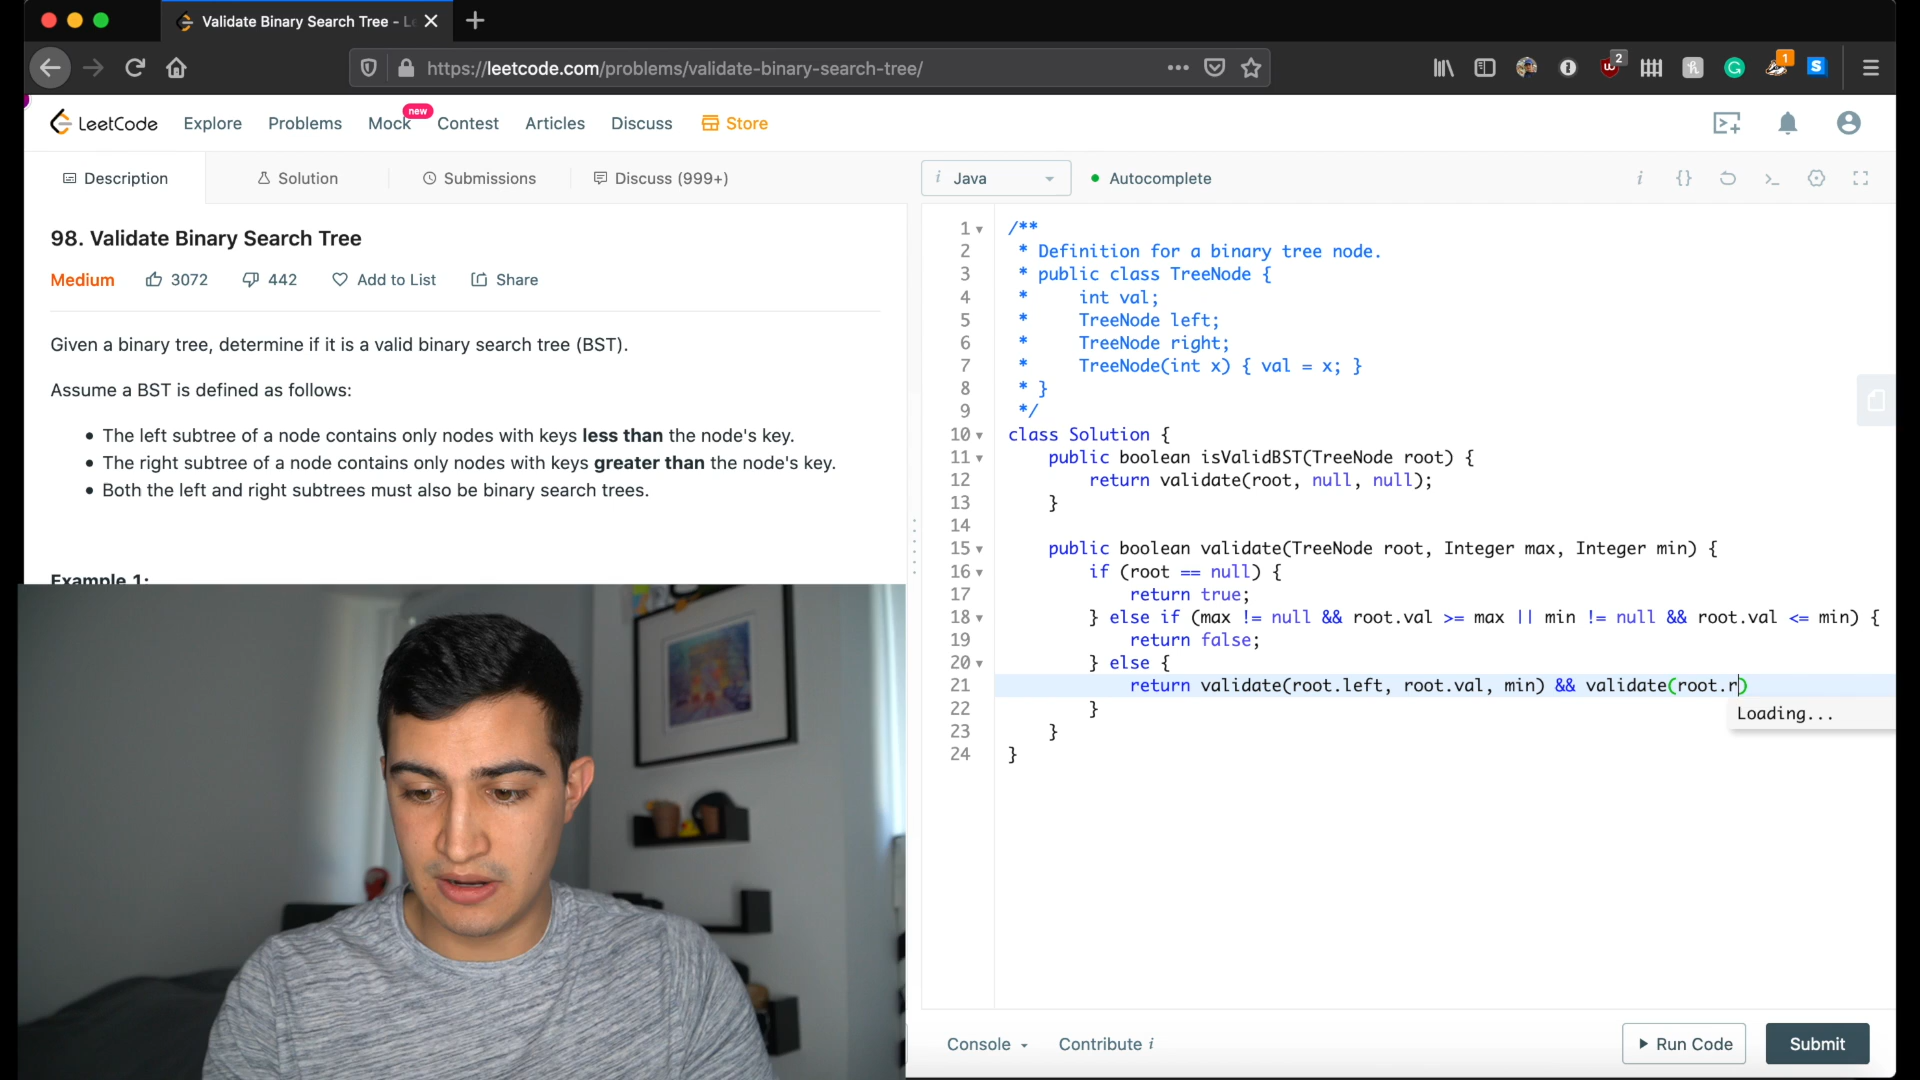 Validate Binary Search Tree - Le
https://leetcode.com/problems/validate-binary-search-tree/
2
1
LeetCode Explore Problems Mock new Contest Articles Discuss Store
Description Solution Submissions Discuss (999+)
i Java Autocomplete
98. Validate Binary Search Tree
Medium 3072 442 Add to List Share
Given a binary tree, determine if it is a valid binary search tree (BST).
Assume a BST is defined as follows:
• The left subtree of a node contains only nodes with keys less than the node's key.
• The right subtree of a node contains only nodes with keys greater than the node's key.
• Both the left and right subtrees must also be binary search trees.
Example 1:
1 /**
2 * Definition for a binary tree node.
3 * public class TreeNode {
4 * int val;
5 * TreeNode left;
6 * TreeNode right;
7 * TreeNode(int x) { val = x; }
8 * }
9 */
10 class Solution {
11 public boolean isValidBST(TreeNode root) {
12 return validate(root, null, null);
13 }
14
15 public boolean validate(TreeNode root, Integer max, Integer min) {
16 if (root == null) {
17 return true;
18 } else if (max != null && root.val >= max || min != null && root.val <= min) {
19 return false;
20 } else {
21 return validate(root.left, root.val, min) && validate(root.r)
22 }
23 }
24 }
Loading...
Console Contribute i
Run Code Submit